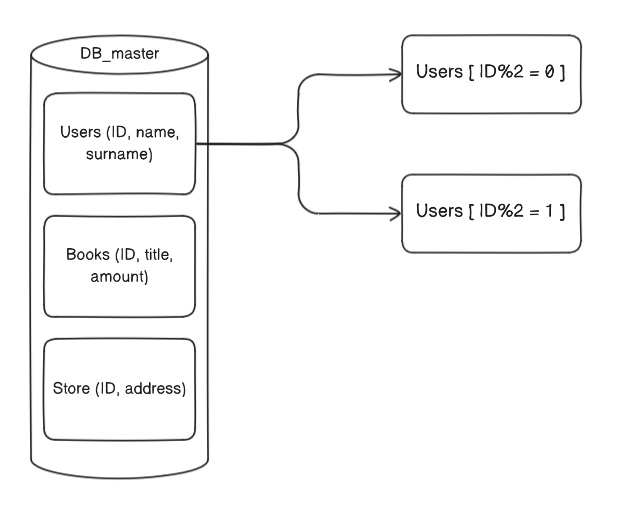 DB_master
Users (ID, name,
surname)
Books (ID, title,
amount)
Store (ID, address)
Users [ ID%2 = 0 ]
Users [ ID%2 = 1 ]